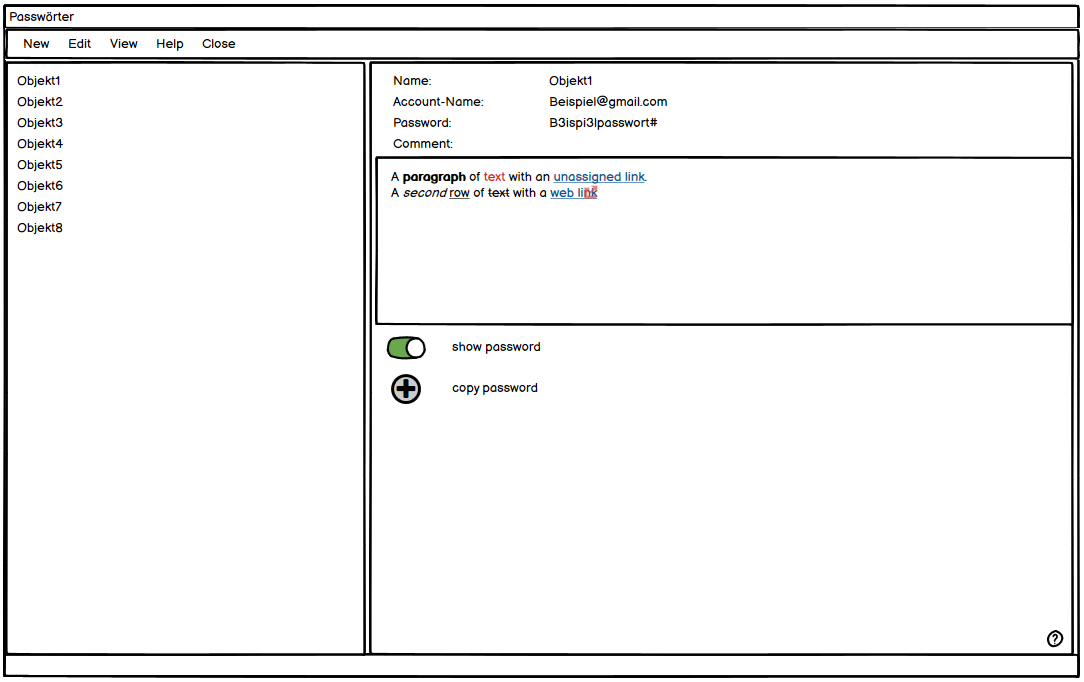 Passwörter
New Edit View Help Close
Objekt1
Objekt2
Objekt3
Objekt4
Objekt5
Objekt6
Objekt7
Objekt8
Name: Objekt1
Account-Name: Beispiel@gmail.com
Password: B3ispi3lpasswort#
Comment:
A paragraph of text with an unassigned link.
A second row of text with a web link
show password
copy password
?